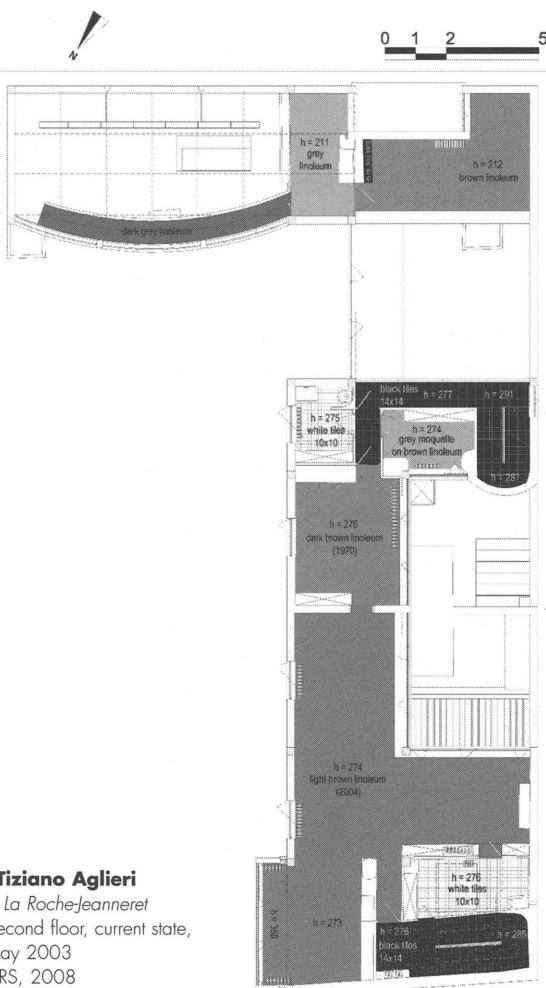 N
0 1 2 5
h = 211
grey
linoleum
h = 212
brown linoleum
dark grey linoleum
black tiles
14x14
h = 277
h = 291
h = 275
white tiles
10x10
h = 274
grey moquette
on brown linoleum
h = 287
h = 276
dark brown linoleum
(1970)
h = 274
light brown linoleum
(2004)
h = 276
white tiles
10x10
h = 368
h = 273
h = 276
black tiles
14x14
h = 285
Tiziano Aglieri
La Roche-Jeanneret
econd floor, current state,
ay 2003
RS, 2008